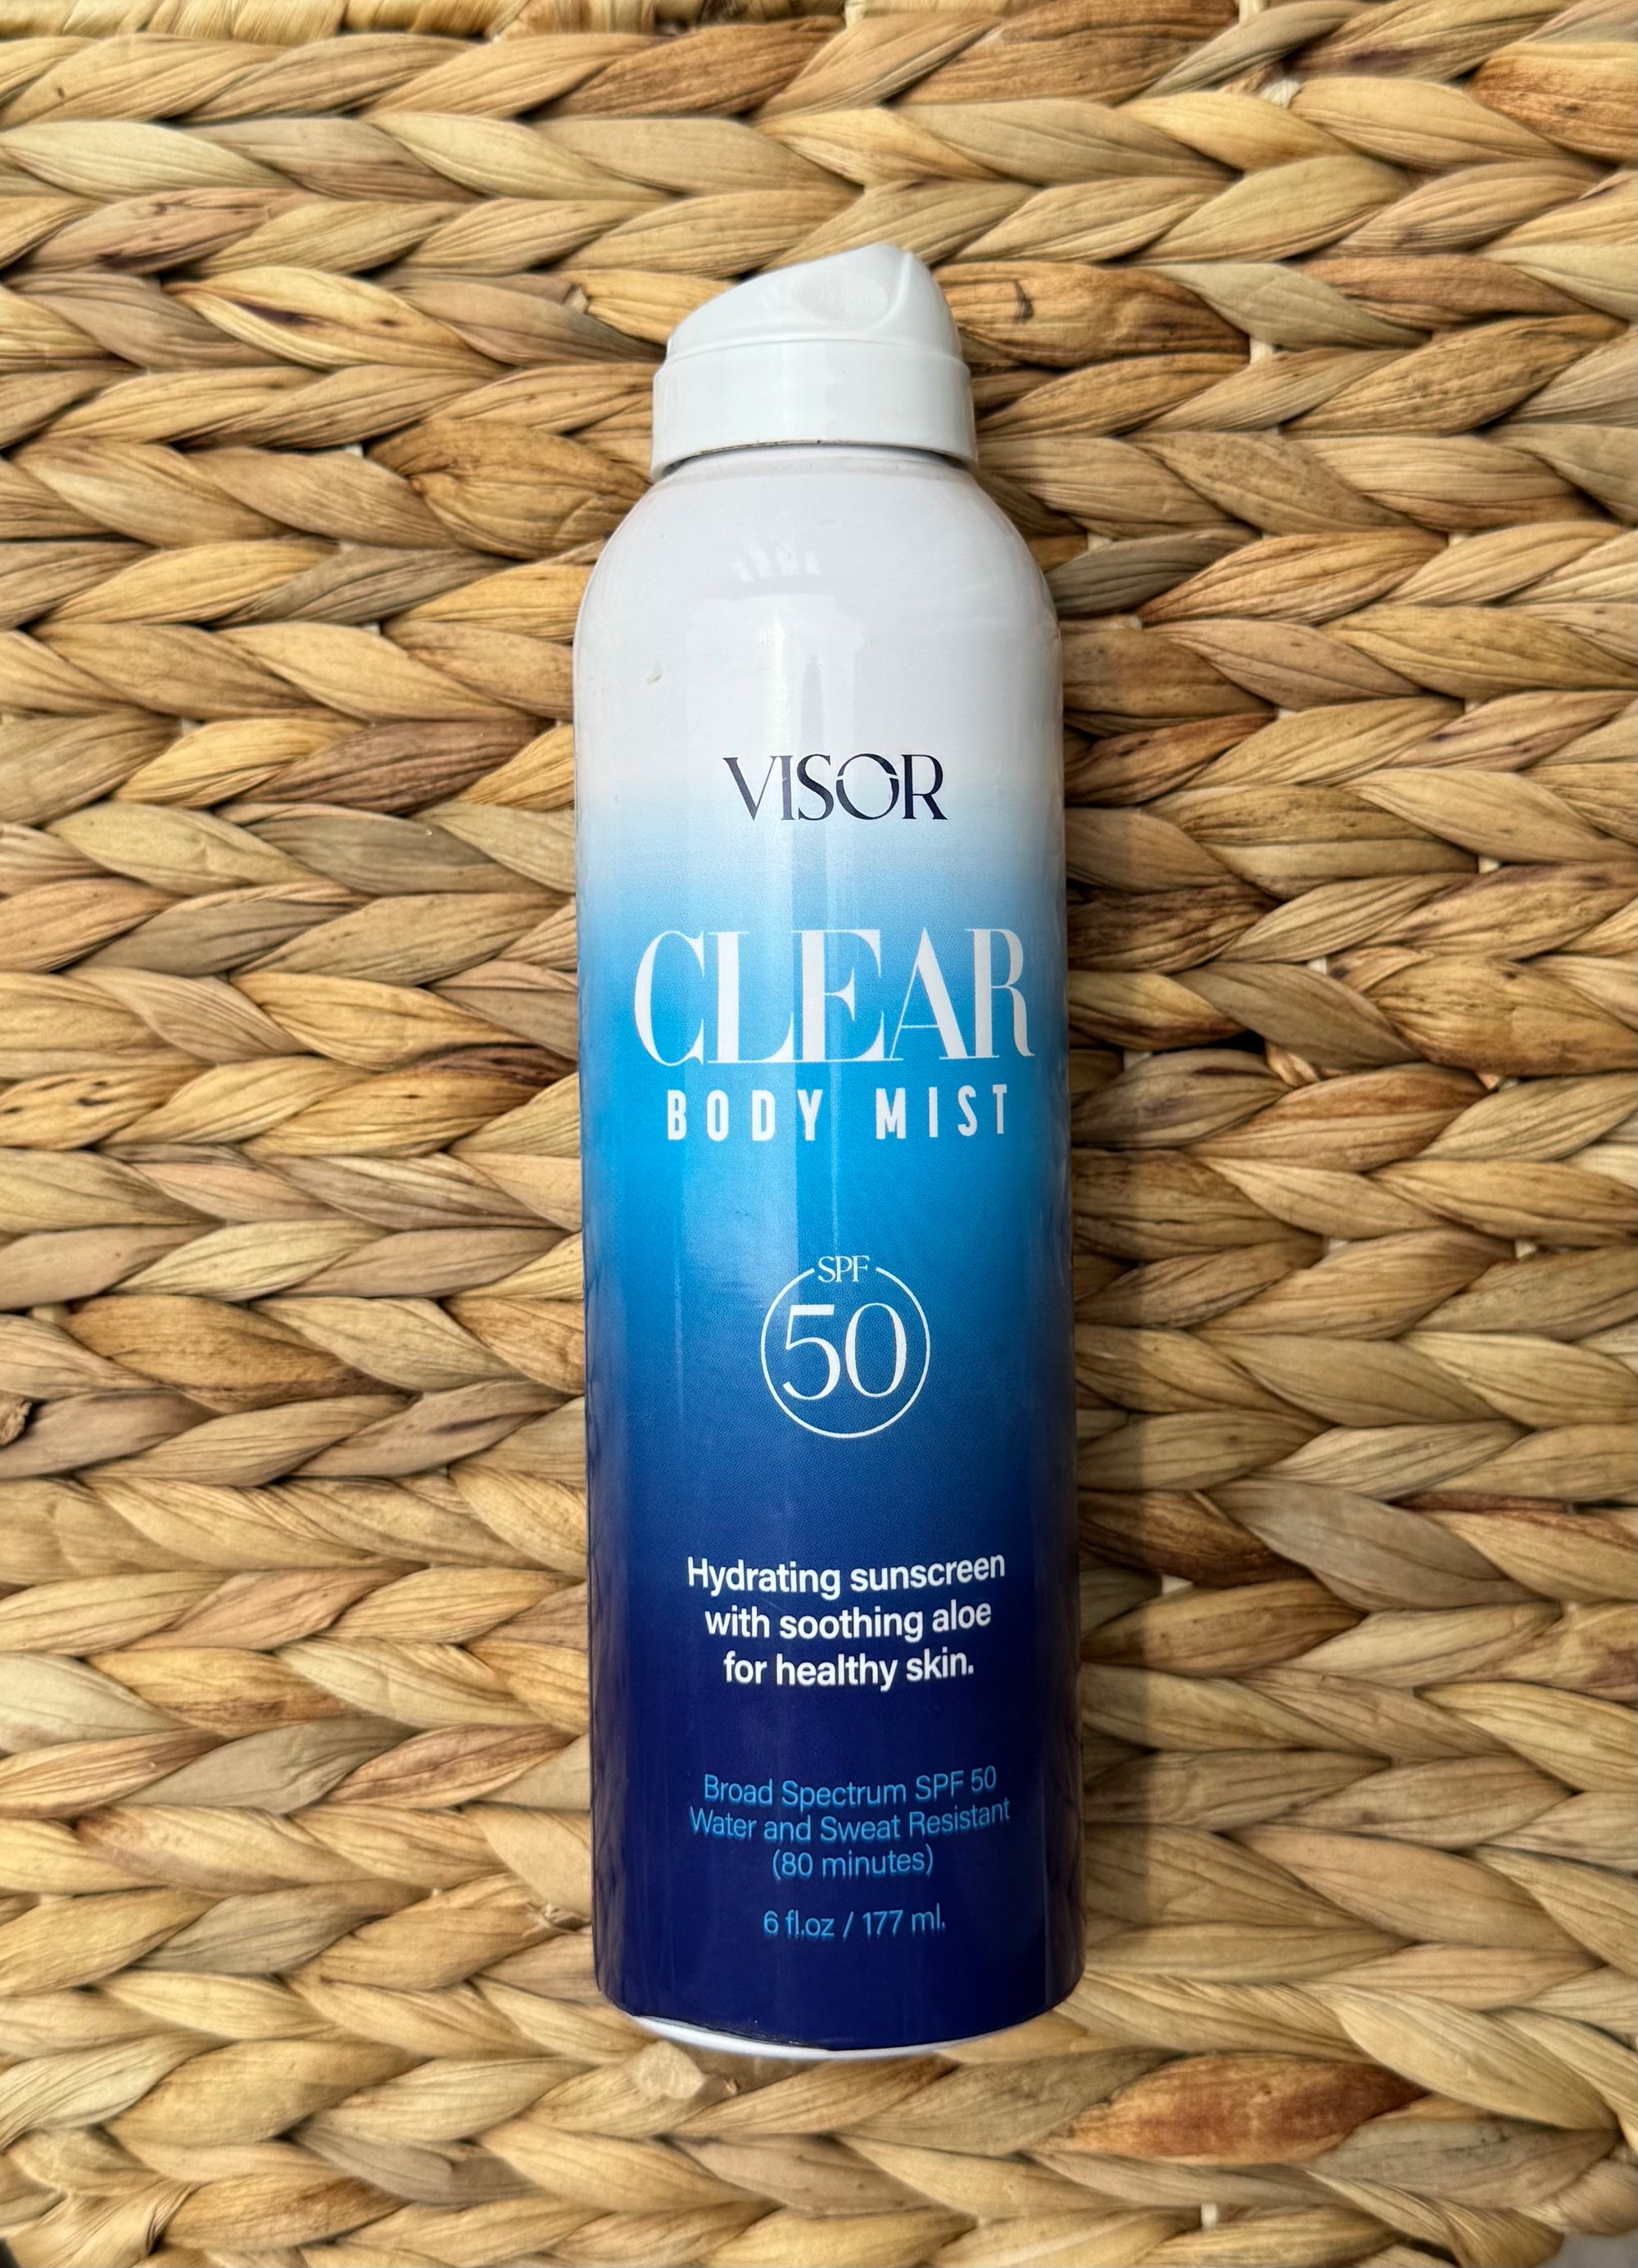 VISOR
CLEAR
BODY MIST
SPF
50
Hydrating sunscreen
with soothing aloe
for healthy skin.
Broad Spectrum SPF 50
Water and Sweat Resistant
(80 minutes)
6 fl.oz / 177 ml.